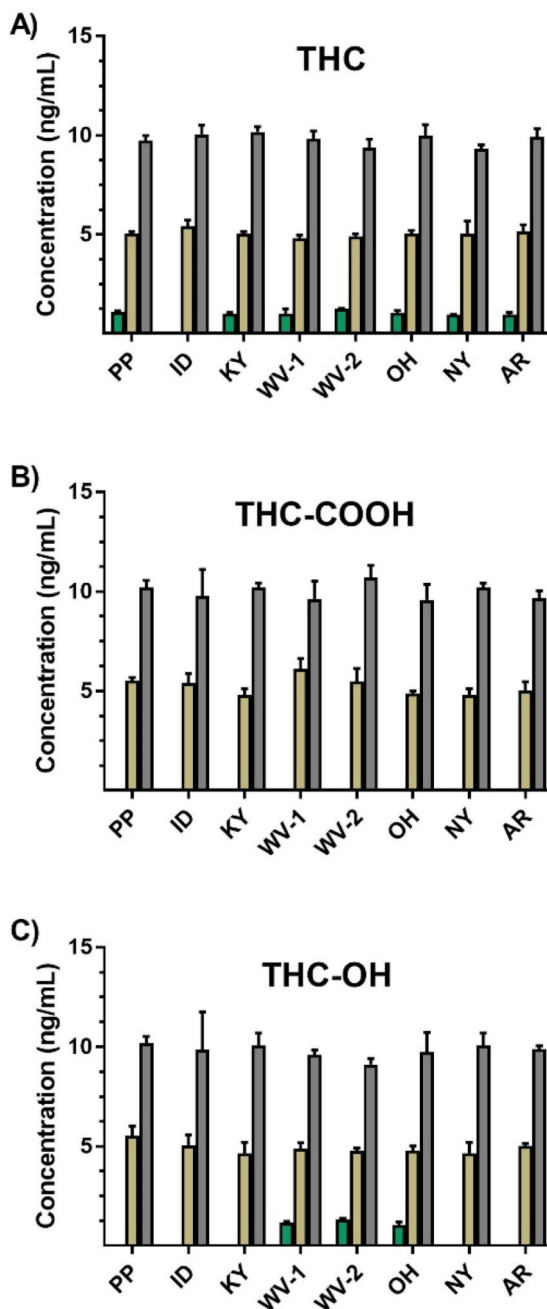 A)
THC
Concentration (ng/mL)
15
10
5
PP ID KY WV-1 WV-2 OH NY AR
B)
THC-COOH
Concentration (ng/mL)
15
10
5
PP ID KY WV-1 WV-2 OH NY AR
C)
THC-OH
Concentration (ng/mL)
15
10
5
PP ID KY WV-1 WV-2 OH NY AR